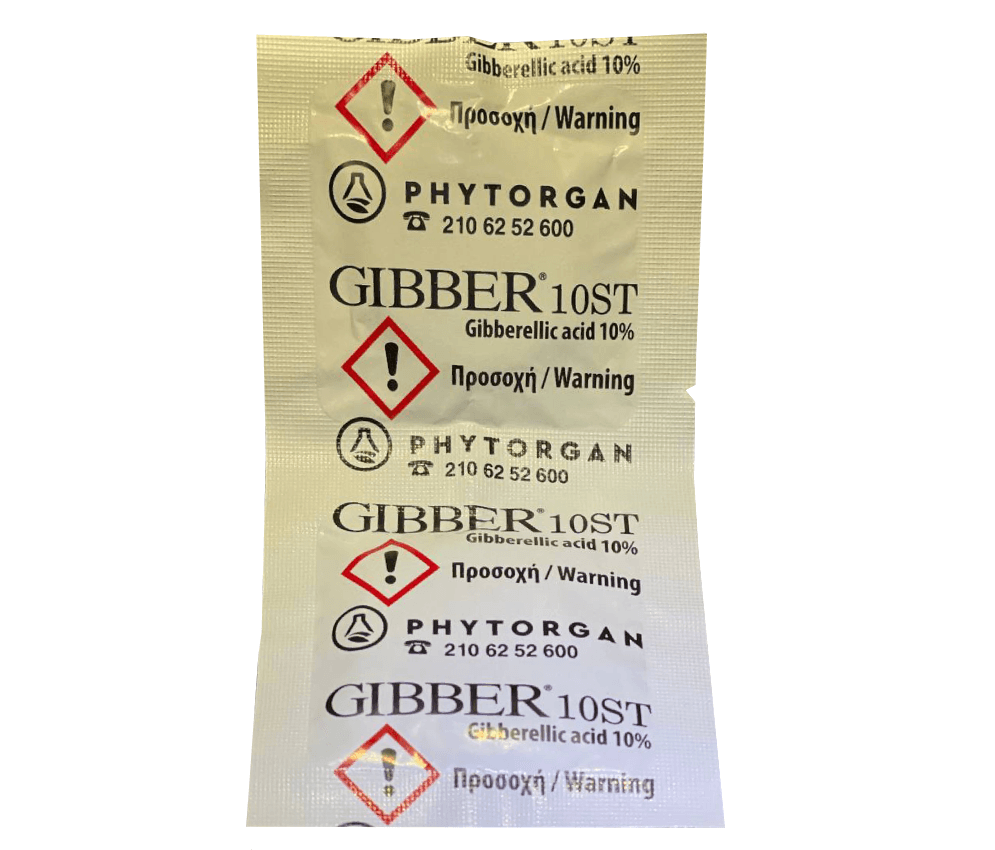 GIBBER 10ST
Gibberellic acid 10%
!
Προσοχή / Warning
PHYTORGAN
☎ 210 62 52 600
GIBBER® 10ST
Gibberellic acid 10%
!
Προσοχή / Warning
PHYTORGAN
☎ 210 62 52 600
GIBBER® 10ST
Gibberellic acid 10%
!
Προσοχή / Warning
PHYTORGAN
☎ 210 62 52 600
GIBBER® 10ST
Gibberellic acid 10%
!
Προσοχή / Warning